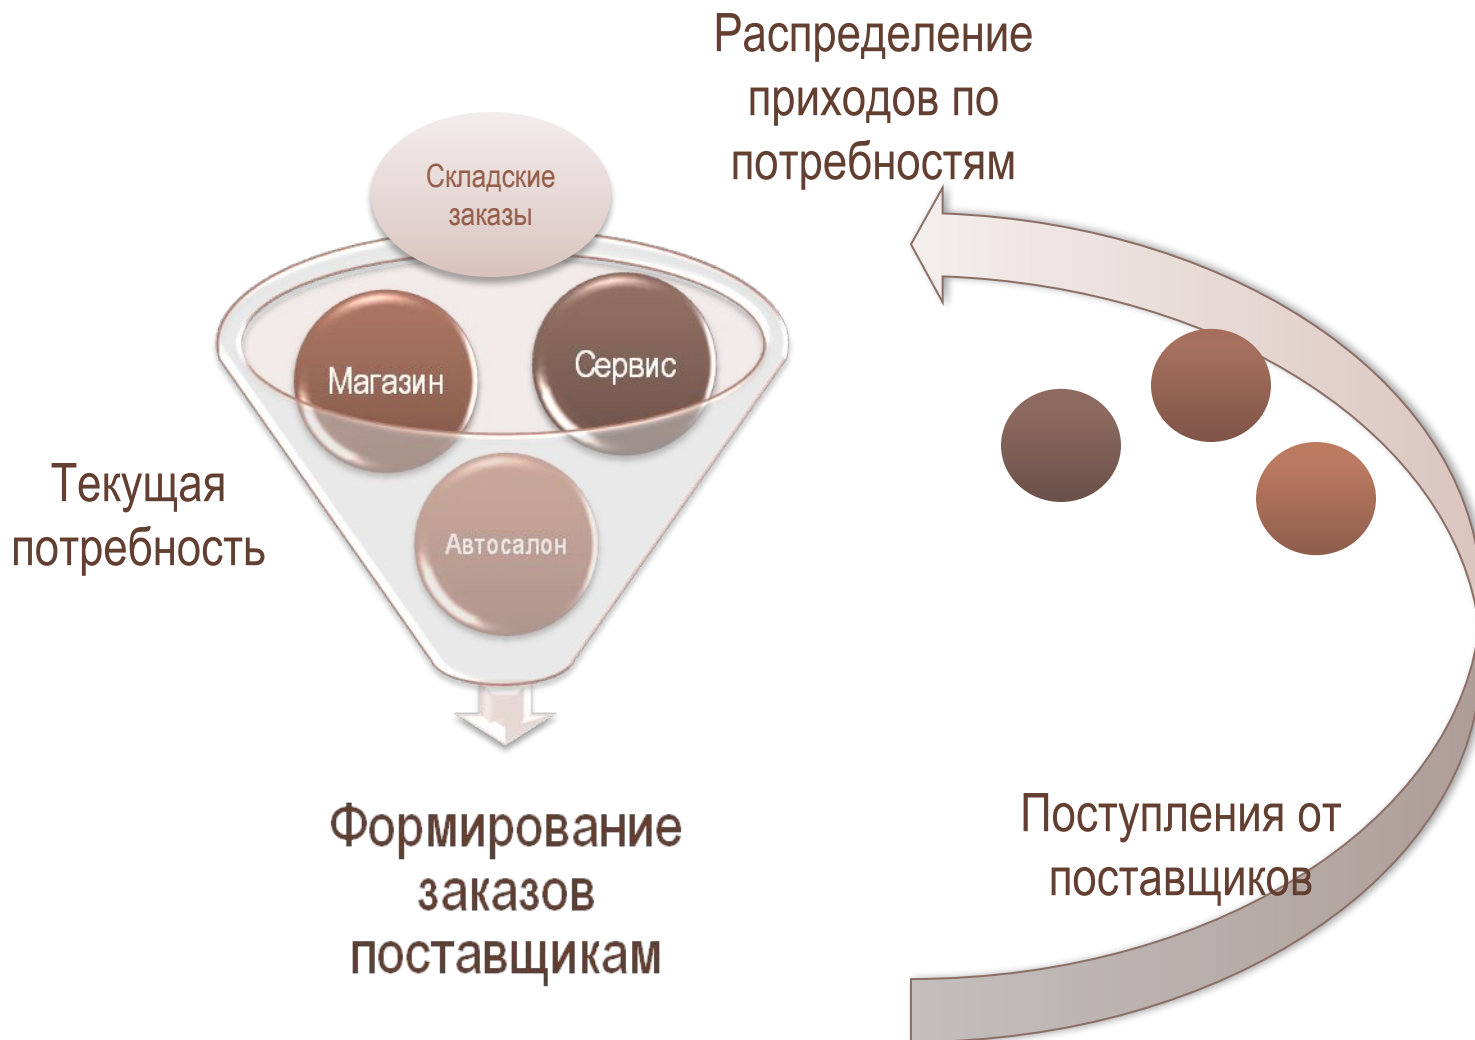 Распределение
приходов по
потребностям
Складские
заказы
Магазин
Сервис
Автосалон
Текущая
потребность
Формирование
заказов
поставщикам
Поступления от
поставщиков